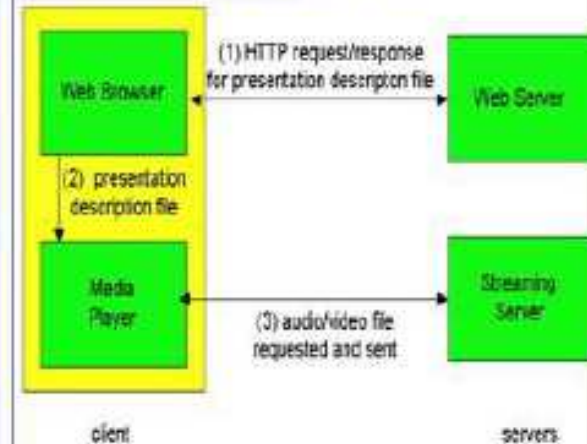 (1) HTTP request/response
for presentation description file
Web Browser
Web Server
(2) presentation
description file
Media
Player
Streaming
Server
(3) audio/video file
requested and sent
client
servers